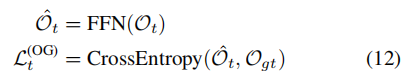 Ô_t = FFN(O_t)
L_t^(OG) = CrossEntropy(Ô_t, O_gt) (12)